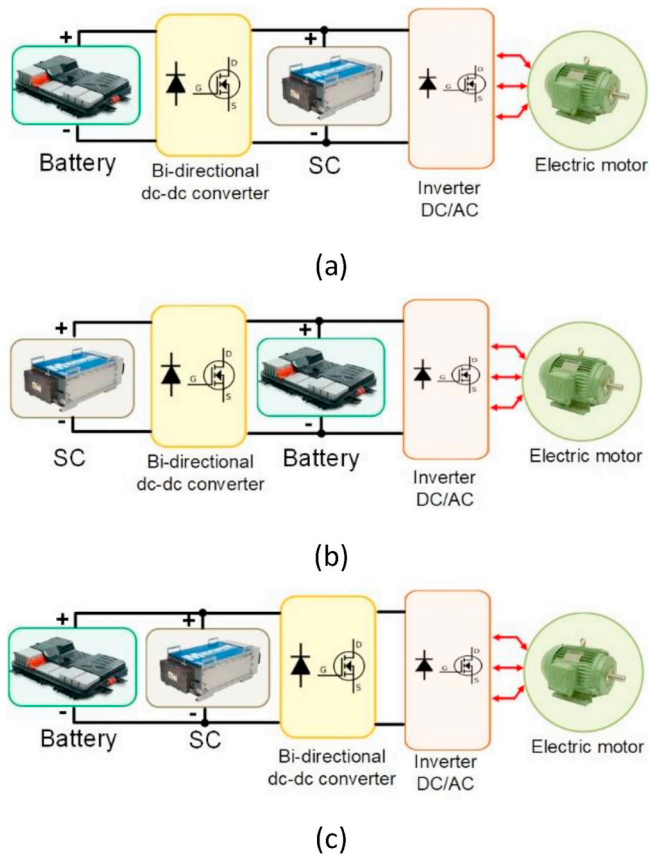 +
D
G
S
-
+
-
D
G
S
Battery
Bi-directional
dc-dc converter
SC
Inverter
DC/AC
Electric motor
(a)
+
D
G
S
-
+
-
D
G
S
SC
Bi-directional
dc-dc converter
Battery
Inverter
DC/AC
Electric motor
(b)
+
-
+
-
D
G
S
D
G
S
Battery
SC
Bi-directional
dc-dc converter
Inverter
DC/AC
Electric motor
(c)